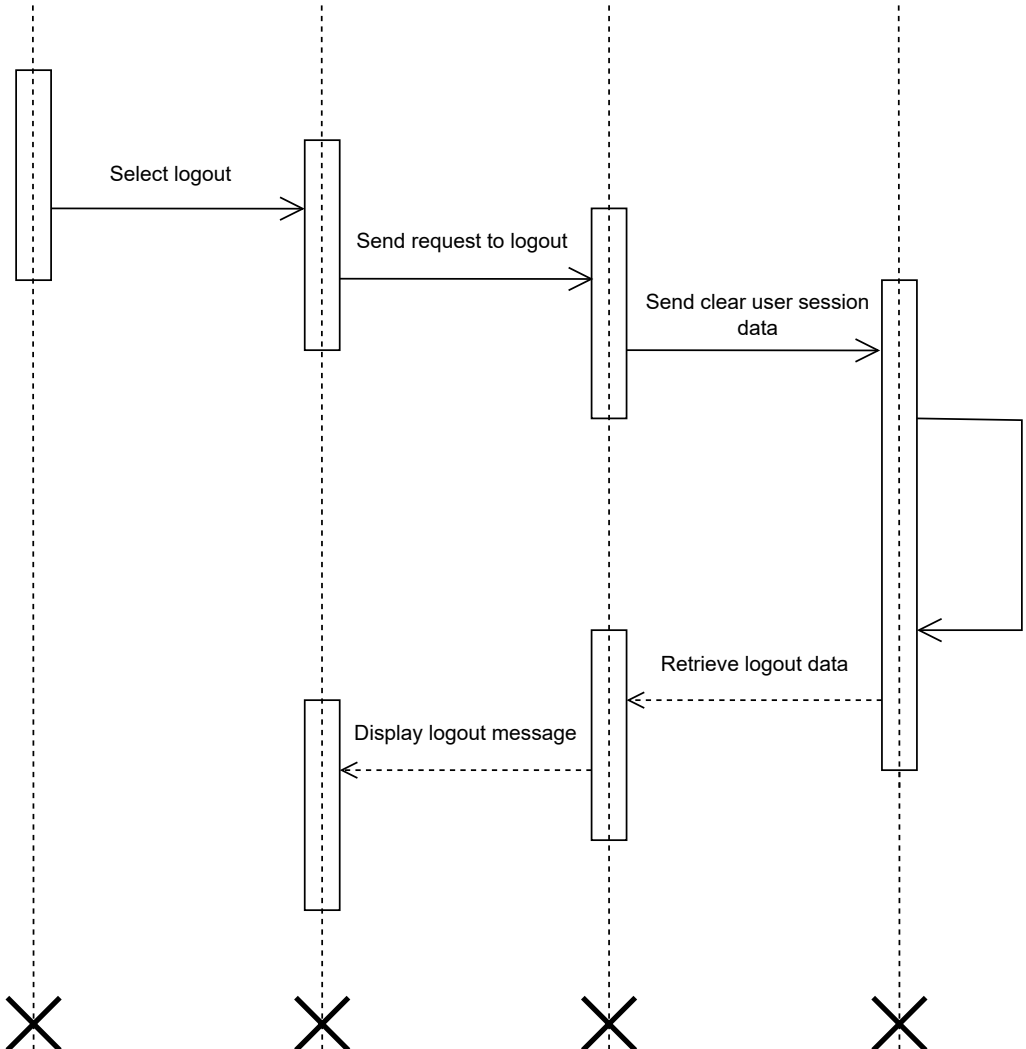 Select logout
Send request to logout
Send clear user session
data
Retrieve logout data
Display logout message